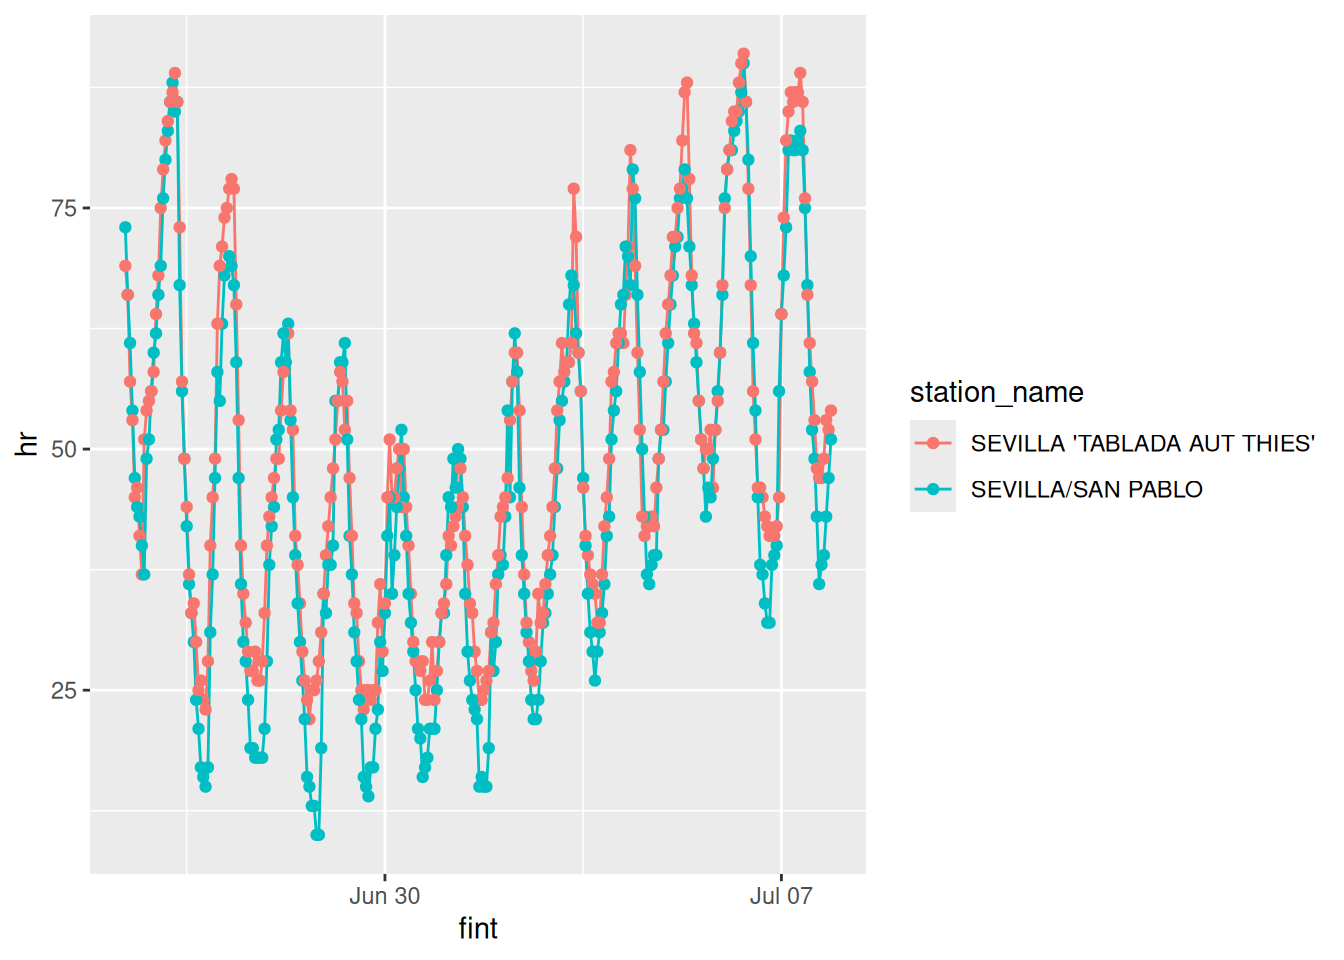 75
50
25
hr
Jun 30
Jul 07
fint
station_name
SEVILLA 'TABLADA AUT THIES'
SEVILLA/SAN PABLO